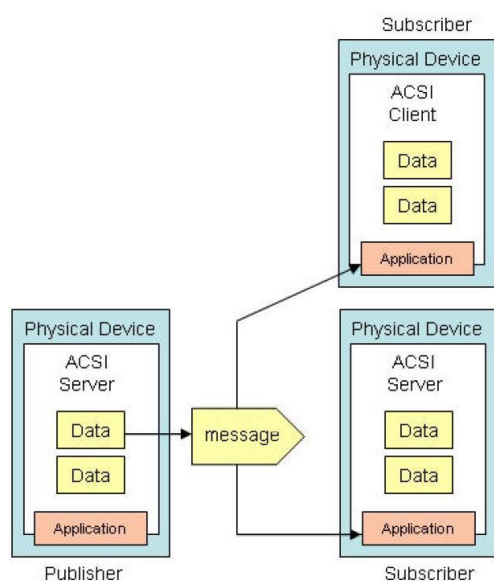 Subscriber
Physical Device
ACSI
Client
Data
Data
Application
Physical Device
ACSI
Server
Data
Data
Application
Publisher
message
Physical Device
ACSI
Server
Data
Data
Application
Subscriber